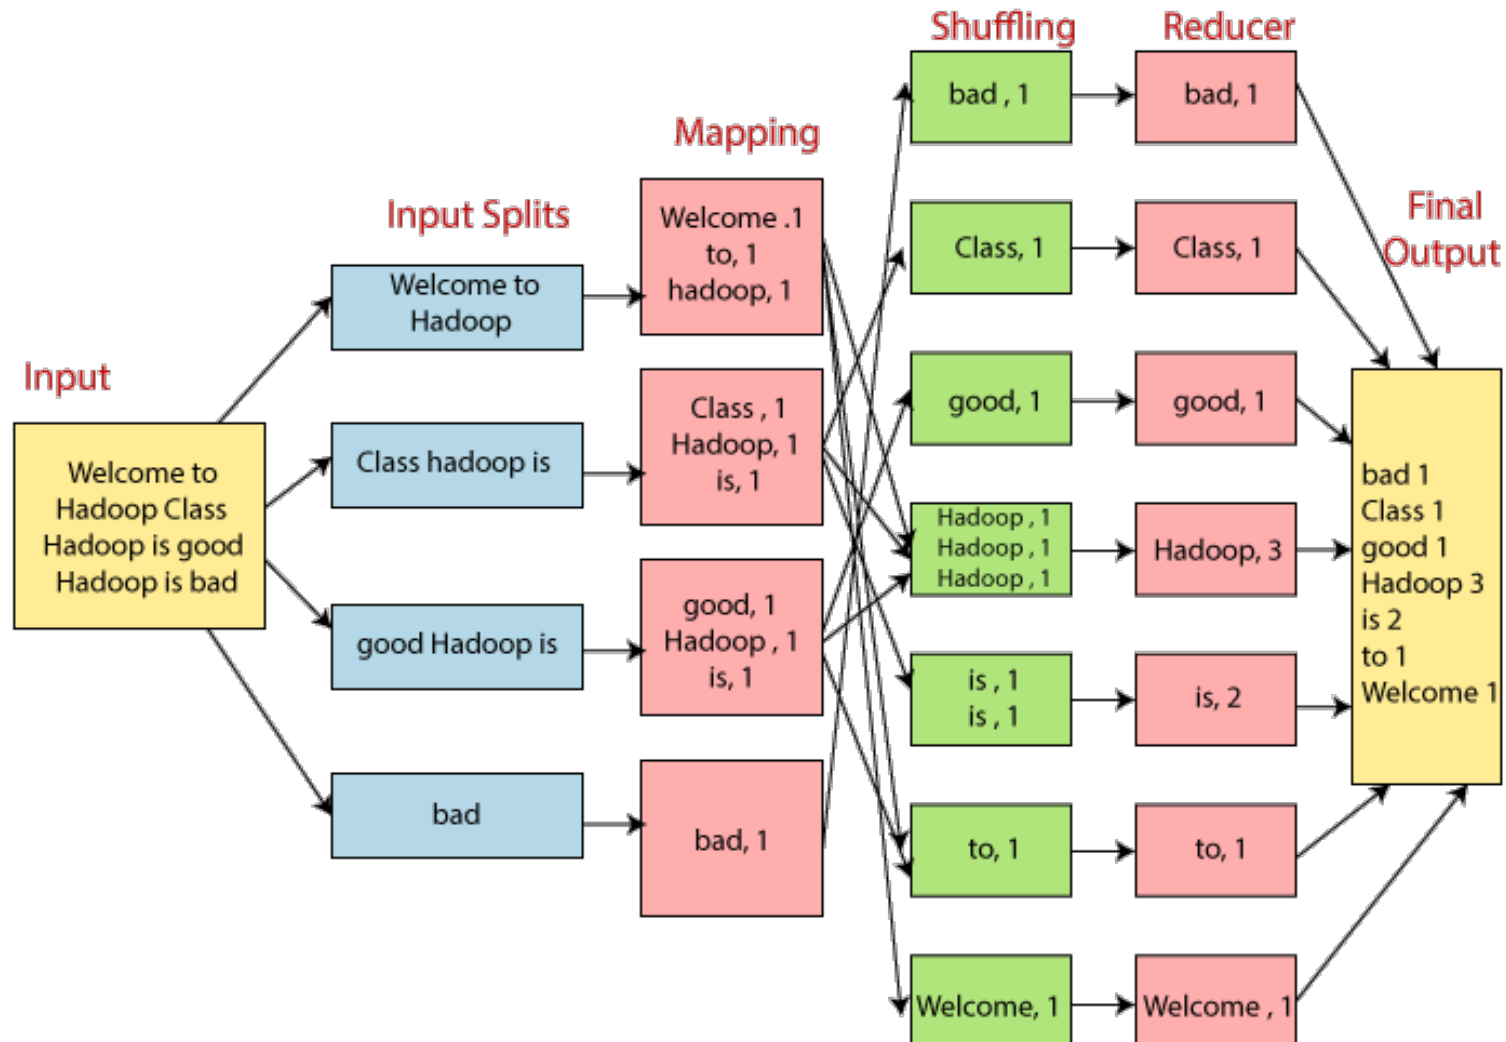 Input
Welcome to
Hadoop Class
Hadoop is good
Hadoop is bad
Input Splits
Welcome to
Hadoop
Class hadoop is
good Hadoop is
bad
Mapping
Welcome .1
to, 1
hadoop, 1
Class , 1
Hadoop, 1
is, 1
good, 1
Hadoop , 1
is, 1
bad, 1
Shuffling
bad , 1
Class, 1
good, 1
Hadoop , 1
Hadoop , 1
Hadoop , 1
is , 1
is , 1
to, 1
Welcome, 1
Reducer
bad, 1
Class, 1
good, 1
Hadoop, 3
is, 2
to, 1
Welcome , 1
Final
Output
bad 1
Class 1
good 1
Hadoop 3
is 2
to 1
Welcome 1